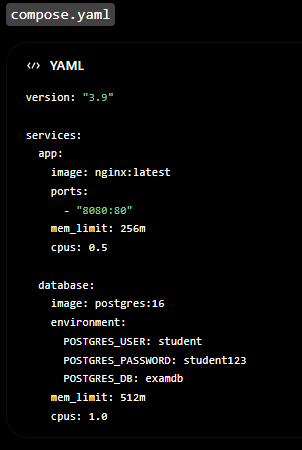 compose.yaml
</> YAML
version: "3.9"

services:
  app:
    image: nginx:latest
    ports:
      - "8080:80"
    mem_limit: 256m
    cpus: 0.5

  database:
    image: postgres:16
    environment:
      POSTGRES_USER: student
      POSTGRES_PASSWORD: student123
      POSTGRES_DB: examdb
    mem_limit: 512m
    cpus: 1.0